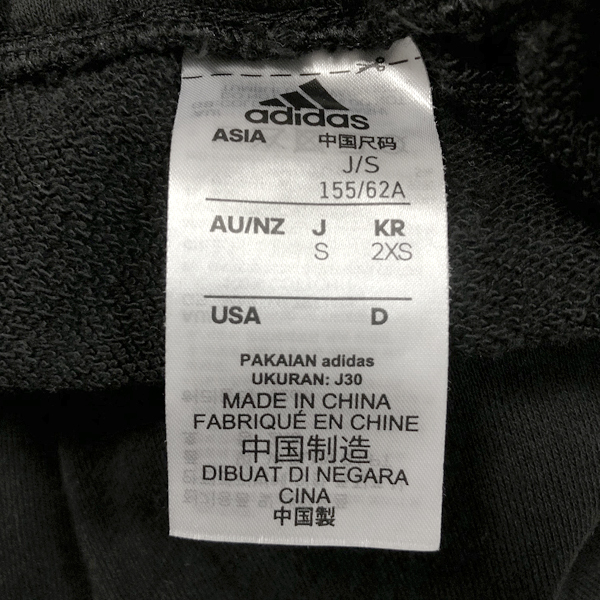 adidas
ASIA 中国尺码
J/S
155/62A
AU/NZ J KR
S 2XS
USA D
PAKAIAN adidas
UKURAN: J30
MADE IN CHINA
FABRIQUÉ EN CHINE
中国制造
DIBUAT DI NEGARA
CINA
中国製